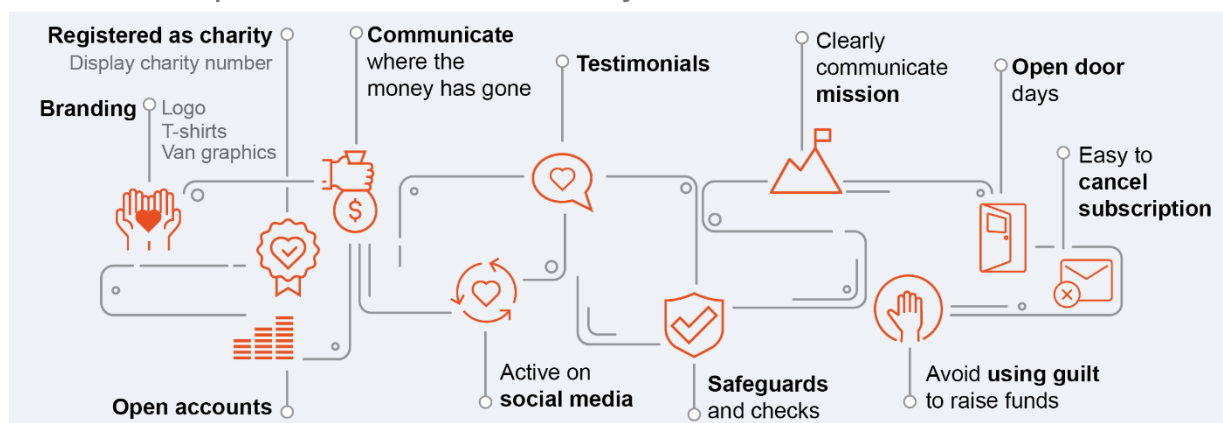 Registered as charity
Display charity number
Branding
Logo
T-shirts
Van graphics
Communicate
where the
money has gone
Testimonials
Clearly
communicate
mission
Open door
days
Easy to
cancel
subscription
$
Open accounts
Active on
social media
Safeguards
and checks
Avoid using guilt
to raise funds